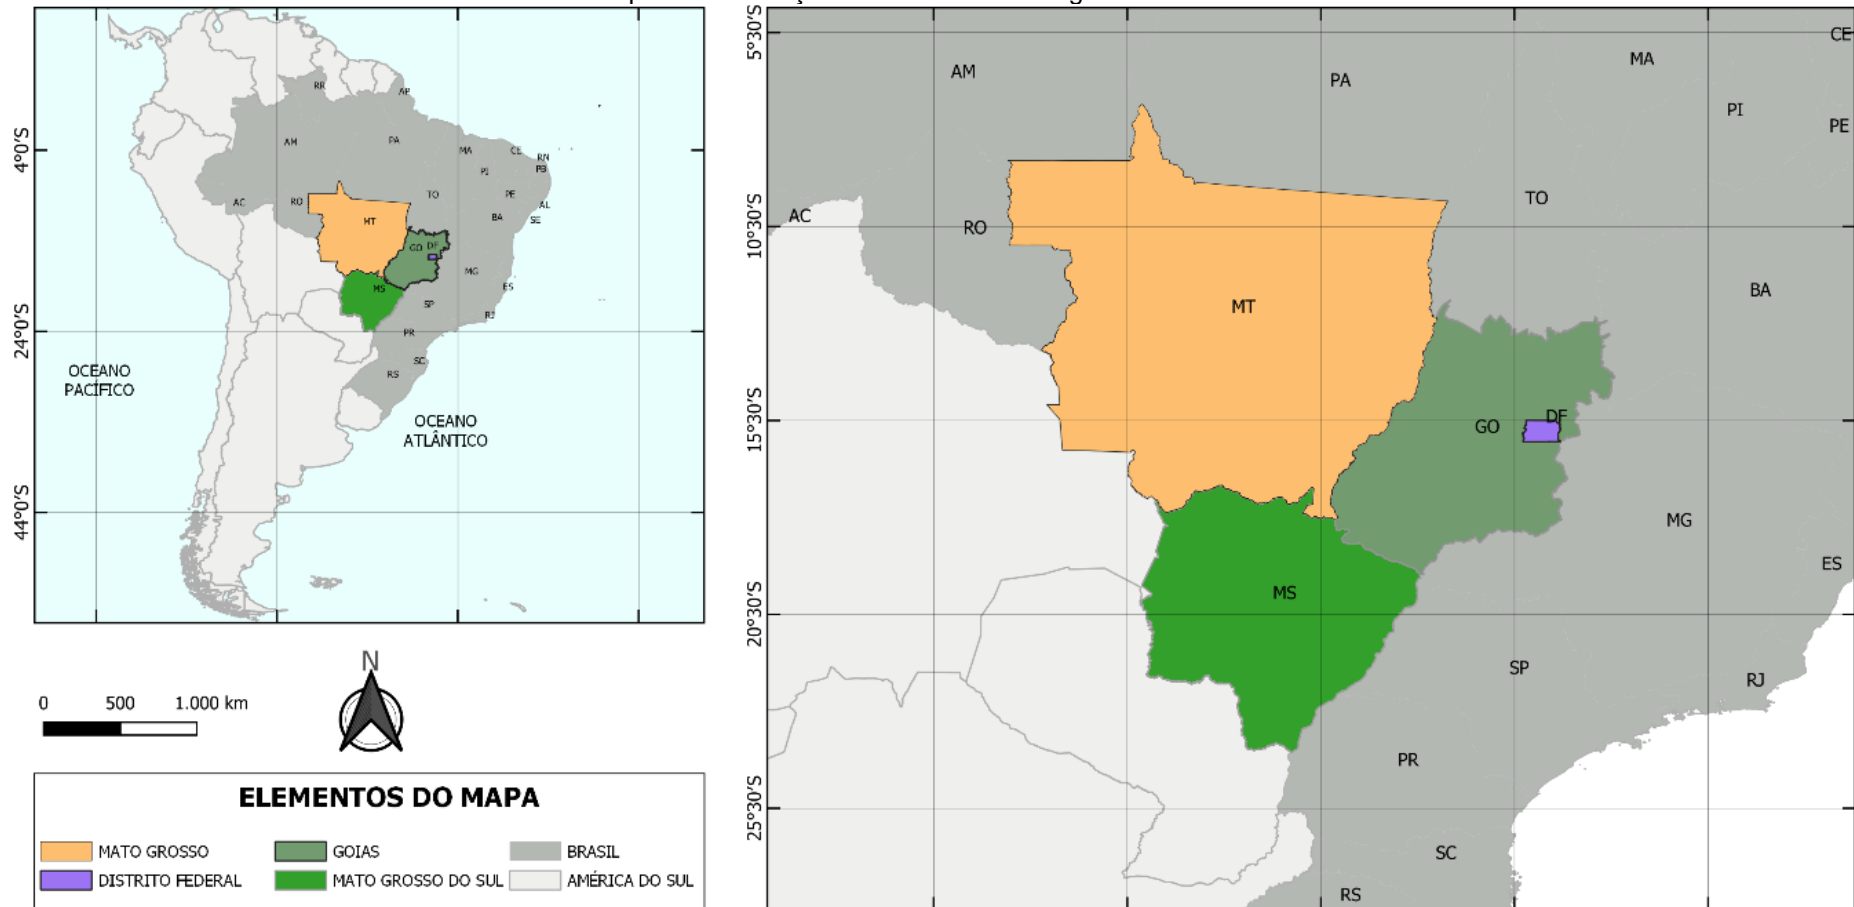 RR
AP
AM
PA
MA
CE
RN
PB
PI
TO
PE
AC
RO
AL
MT
BA
SE
GO
DF
MG
MS
ES
SP
RJ
PR
SC
RS
4°0'S
24°0'S
44°0'S
OCEANO
PACÍFICO
OCEANO
ATLÂNTICO
N
0 500 1.000 km
ELEMENTOS DO MAPA
MATO GROSSO
GOIAS
BRASIL
DISTRITO FEDERAL
MATO GROSSO DO SUL
AMÉRICA DO SUL
5°30'S
10°30'S
15°30'S
20°30'S
25°30'S
CE
MA
AM
PA
PI
PE
TO
AC
RO
BA
MT
DF
GO
MG
ES
MS
SP
RJ
PR
SC
RS